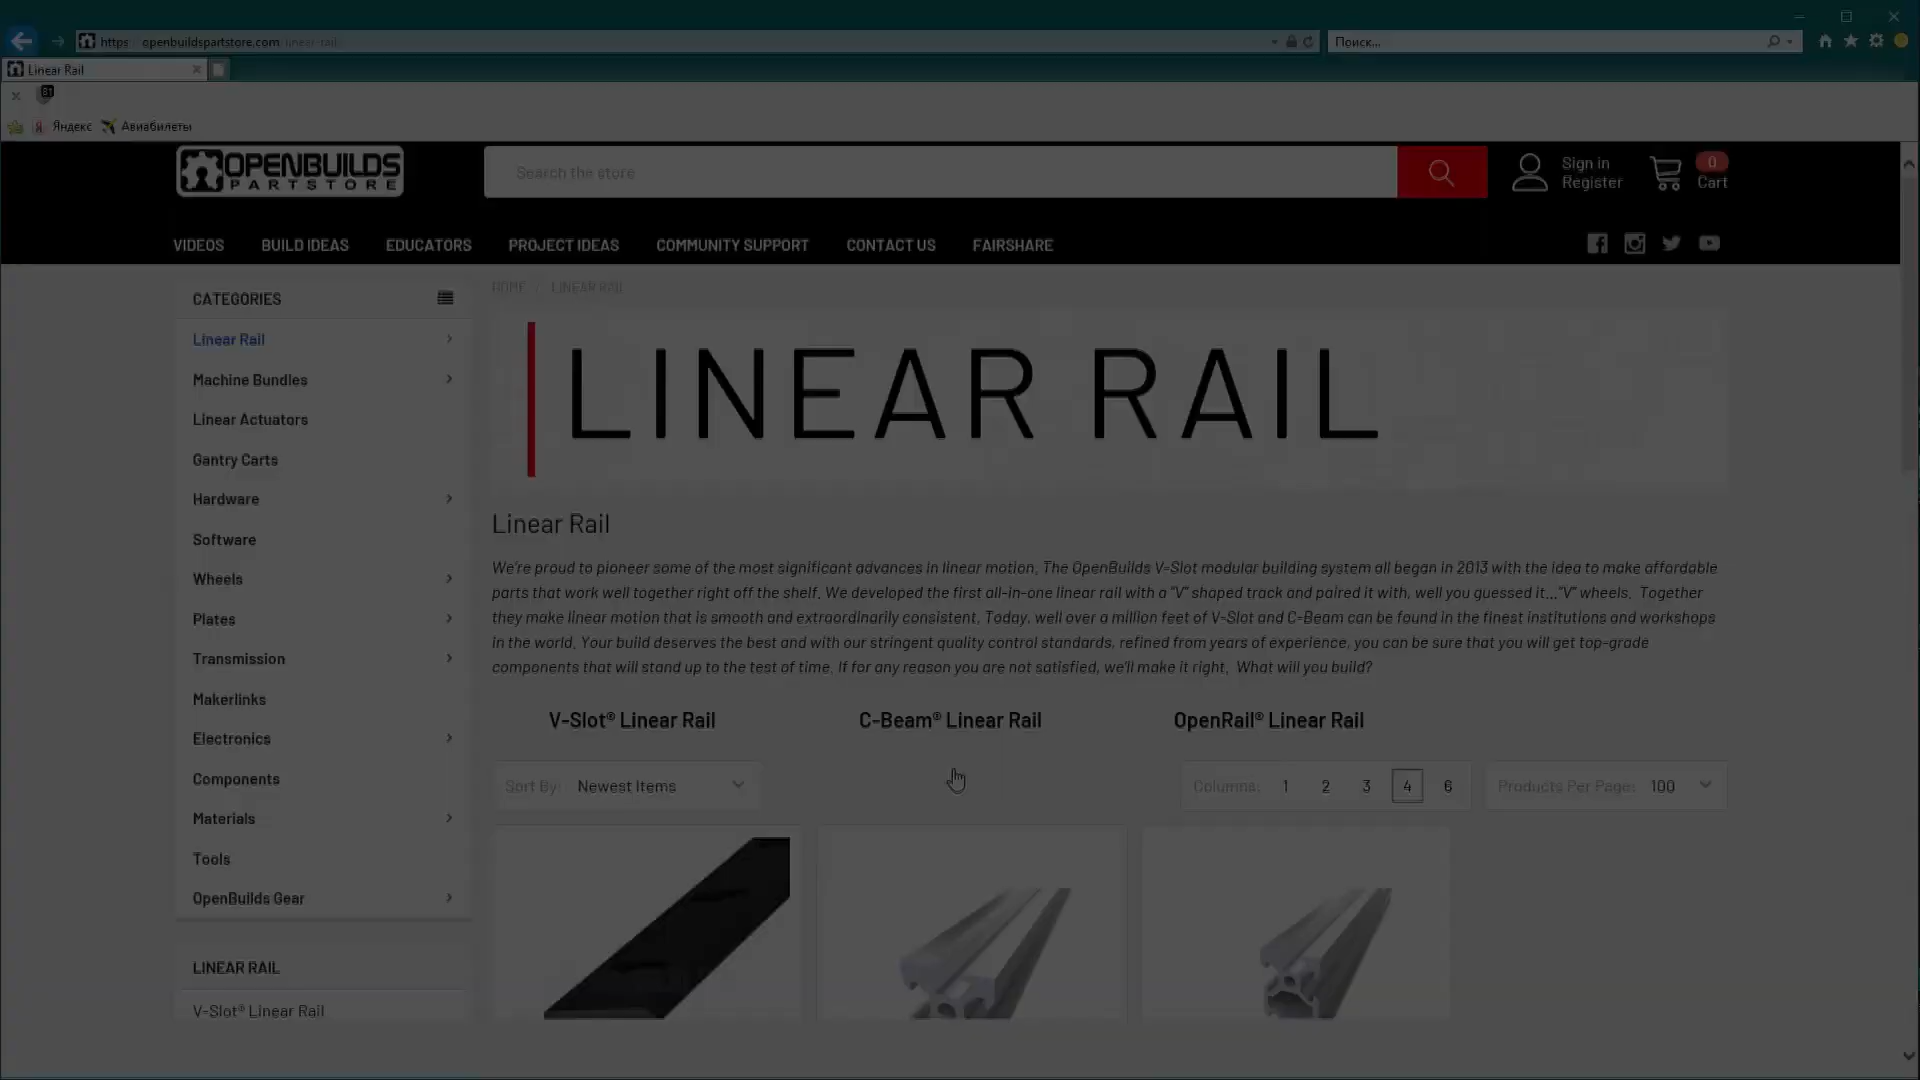 https://openbuildspartstore.com/linear-rail
Поиск...
Linear Rail
81
Яндекс
Авиабилеты
OPENBUILDS
PARTSTORE
Search the store
Sign in
Register
0
Cart
VIDEOS
BUILD IDEAS
EDUCATORS
PROJECT IDEAS
COMMUNITY SUPPORT
CONTACT US
FAIRSHARE
CATEGORIES
Linear Rail
Machine Bundles
Linear Actuators
Gantry Carts
Hardware
Software
Wheels
Plates
Transmission
Makerlinks
Electronics
Components
Materials
Tools
OpenBuilds Gear
LINEAR RAIL
V-Slot® Linear Rail
HOME / LINEAR RAIL
LINEAR RAIL
Linear Rail
We're proud to pioneer some of the most significant advances in linear motion. The OpenBuilds V-Slot modular building system all began in 2013 with the idea to make affordable
parts that work well together right off the shelf. We developed the first all-in-one linear rail with a "V" shaped track and paired it with, well you guessed it..."V" wheels. Together
they make linear motion that is smooth and extraordinarily consistent. Today, well over a million feet of V-Slot and C-Beam can be found in the finest institutions and workshops
in the world. Your build deserves the best and with our stringent quality control standards, refined from years of experience, you can be sure that you will get top-grade
components that will stand up to the test of time. If for any reason you are not satisfied, we'll make it right. What will you build?
V-Slot® Linear Rail
C-Beam® Linear Rail
OpenRail® Linear Rail
Sort By: Newest Items
Columns: 1 2 3 4 6
Products Per Page: 100